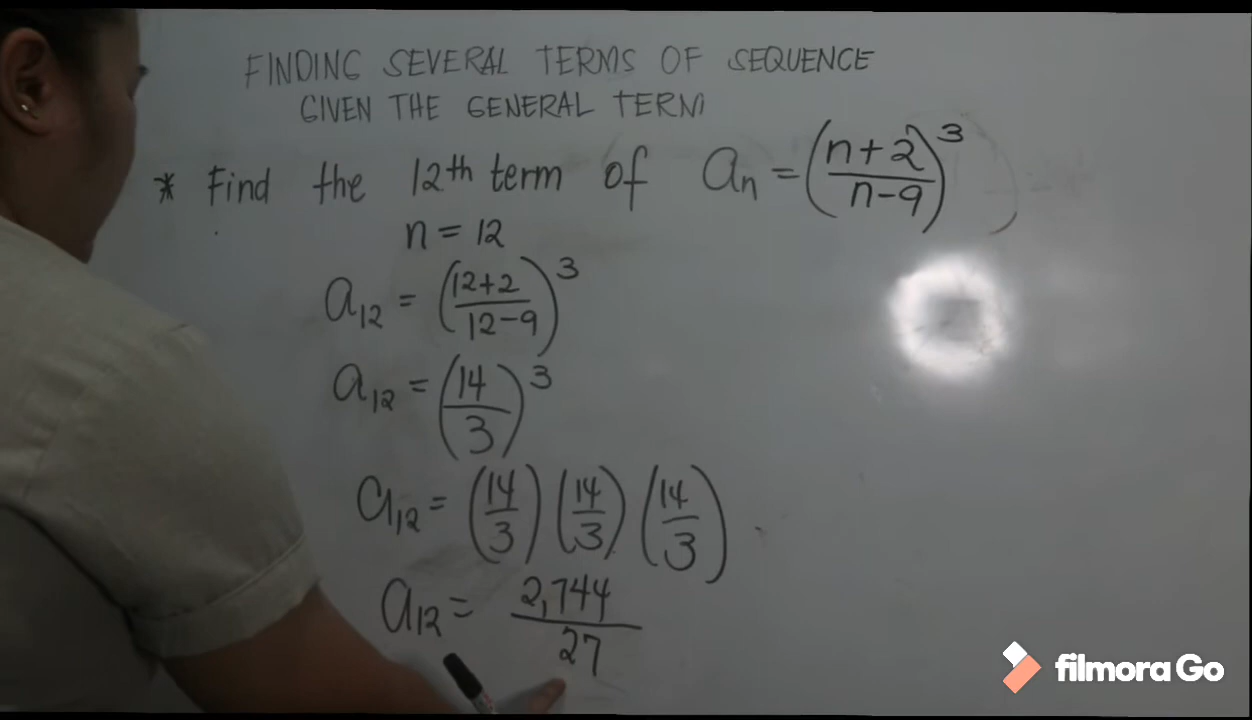 FINDING SEVERAL TERMS OF SEQUENCE
GIVEN THE GENERAL TERM
* Find the 12th term of aₙ = ((n+2)/(n-9))³
n = 12
a₁₂ = ((12+2)/(12-9))³
a₁₂ = (14/3)³
a₁₂ = (14/3) (14/3) (14/3)
a₁₂ = 2,744/27
filmora Go